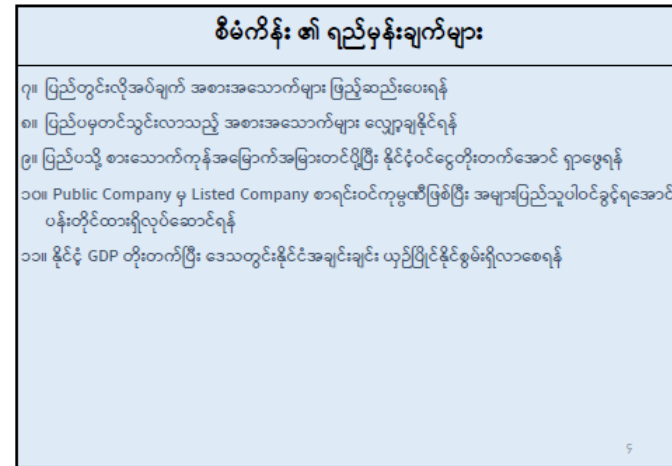 စီမံကိန်း ၏ ရည်မှန်းချက်များ
၇။ ပြည်တွင်းလိုအပ်ချက် အစားအသောက်များ ဖြည့်ဆည်းပေးရန်
၈။ ပြည်ပမှတင်သွင်းလာသည့် အစားအသောက်များ လျှော့ချနိုင်ရန်
၉။ ပြည်ပသို့ စားသောက်ကုန်အမြောက်အမြားတင်ပို့ပြီး နိုင်ငံ့ဝင်ငွေတိုးတက်အောင် ရှာဖွေရန်
၁၀။ Public Company မှ Listed Company စာရင်းဝင်ကုမ္ပဏီဖြစ်ပြီး အများပြည်သူပါဝင်ခွင့်ရအောင်
ပန်းတိုင်ထားရှိလုပ်ဆောင်ရန်
၁၁။ နိုင်ငံ့ GDP တိုးတက်ပြီး ဒေသတွင်းနိုင်ငံအချင်းချင်း ယှဉ်ပြိုင်နိုင်စွမ်းရှိလာစေရန်
၄